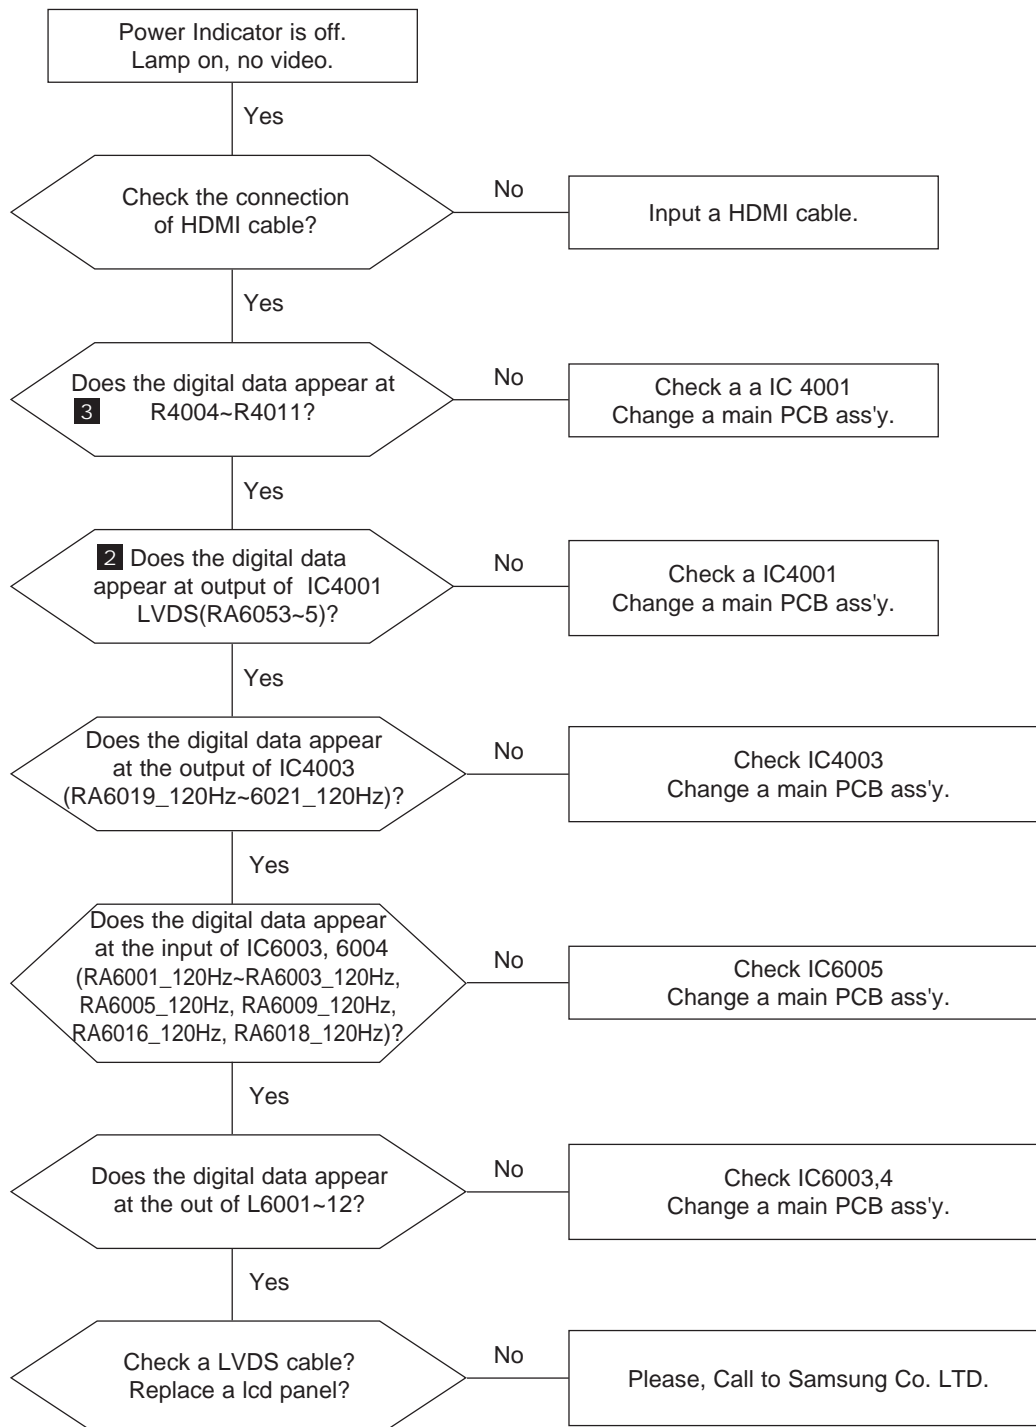 Power Indicator is off.
Lamp on, no video.
Yes
Check the connection
of HDMI cable?
No
Input a HDMI cable.
Yes
Does the digital data appear at
3 R4004~R4011?
No
Check a a IC 4001
Change a main PCB ass'y.
Yes
2 Does the digital data
appear at output of IC4001
LVDS(RA6053~5)?
No
Check a IC4001
Change a main PCB ass'y.
Yes
Does the digital data appear
at the output of IC4003
(RA6019_120Hz~6021_120Hz)?
No
Check IC4003
Change a main PCB ass'y.
Yes
Does the digital data appear
at the input of IC6003, 6004
(RA6001_120Hz~RA6003_120Hz,
RA6005_120Hz, RA6009_120Hz,
RA6016_120Hz, RA6018_120Hz)?
No
Check IC6005
Change a main PCB ass'y.
Yes
Does the digital data appear
at the out of L6001~12?
No
Check IC6003,4
Change a main PCB ass'y.
Yes
Check a LVDS cable?
Replace a lcd panel?
No
Please, Call to Samsung Co. LTD.